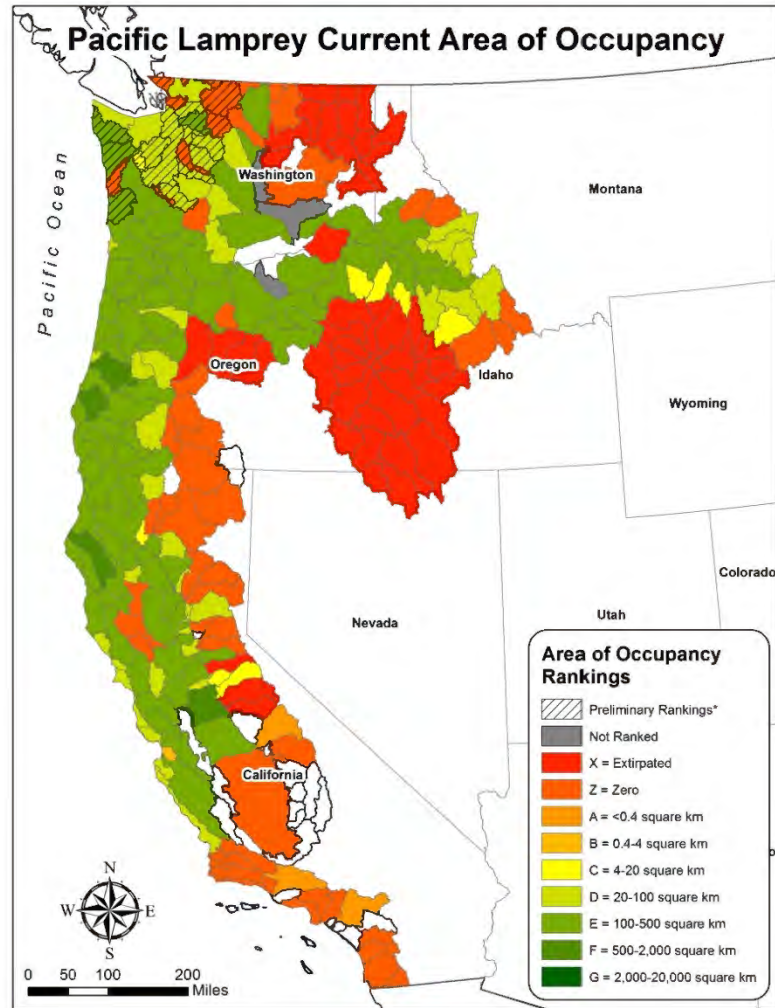 Pacific Lamprey Current Area of Occupancy
Pacific Ocean
Washington
Montana
Oregon
Idaho
Wyoming
Nevada
Utah
Colorado
California
Area of Occupancy
Rankings
Preliminary Rankings*
Not Ranked
X = Extirpated
Z = Zero
A = <0.4 square km
B = 0.4-4 square km
C = 4-20 square km
D = 20-100 square km
E = 100-500 square km
F = 500-2,000 square km
G = 2,000-20,000 square km
N
W E
S
0 50 100 200
Miles